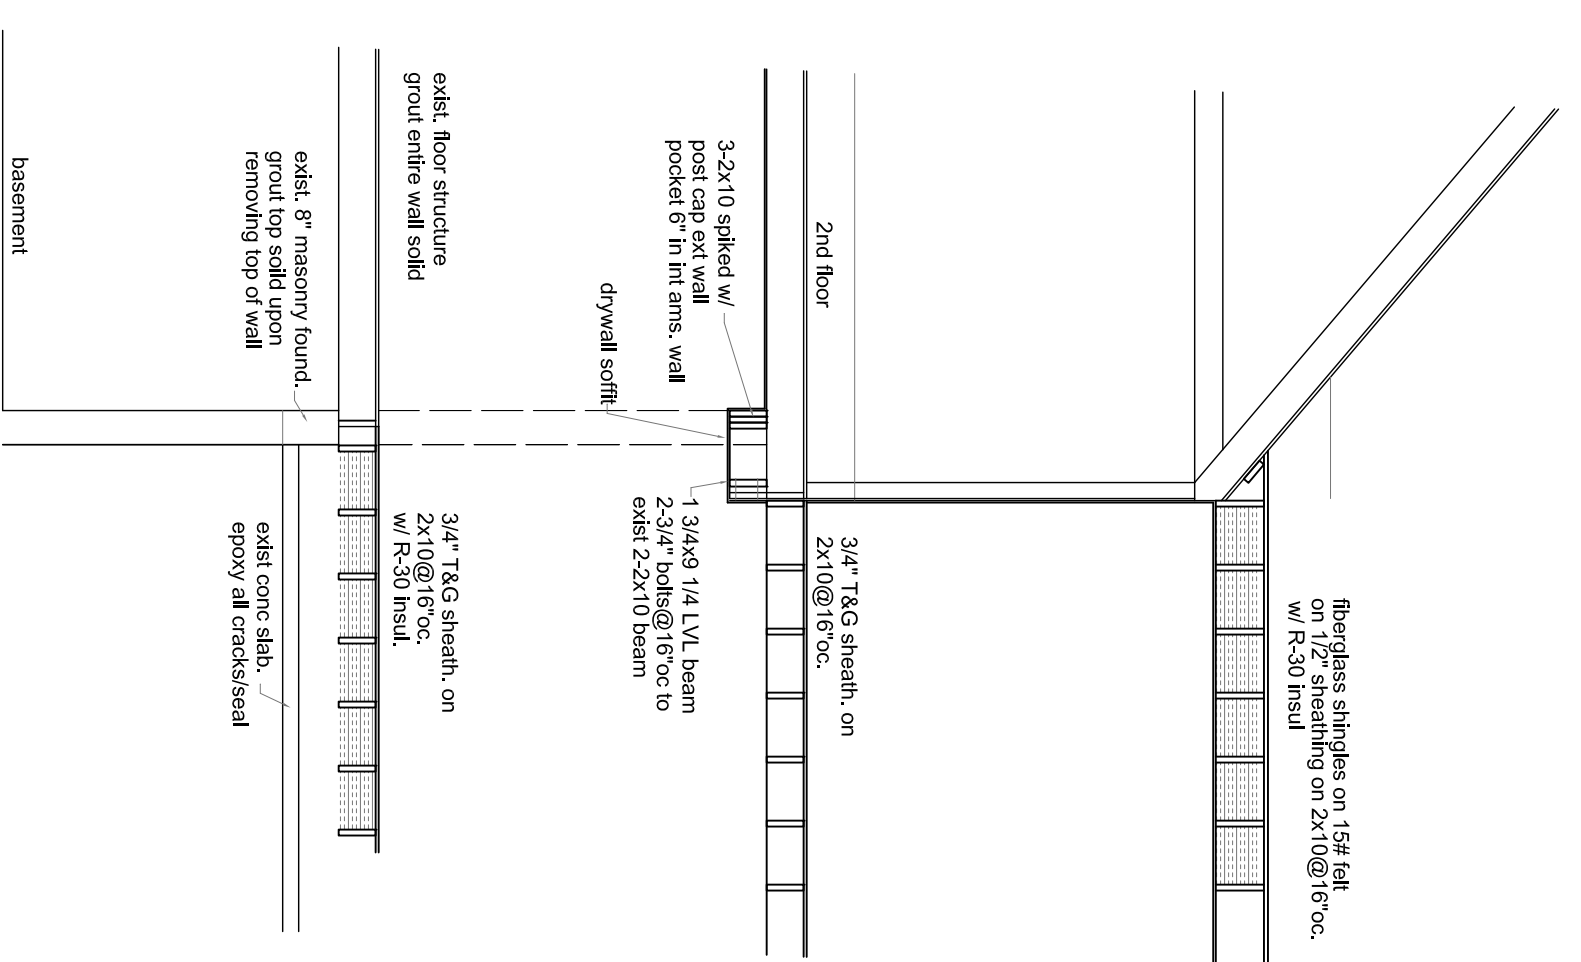 fiberglass shingles on 15# felt
on 1/2" sheathing on 2x10@16"oc.
w/ R-30 insul
2nd floor
3/4" T&G sheath. on
2x10@16"oc.
3-2x10 spiked w/
post cap ext wall
pocket 6" in int ams. wall
drywall soffit
1 3/4x9 1/4 LVL beam
2-3/4" bolts@16"oc to
exist 2-2x10 beam
exist. floor structure
grout entire wall solid
3/4" T&G sheath. on
2x10@16"oc.
w/ R-30 insul.
exist. 8" masonry found.
grout top soild upon
removing top of wall
exist conc slab.
epoxy all cracks/seal
basement